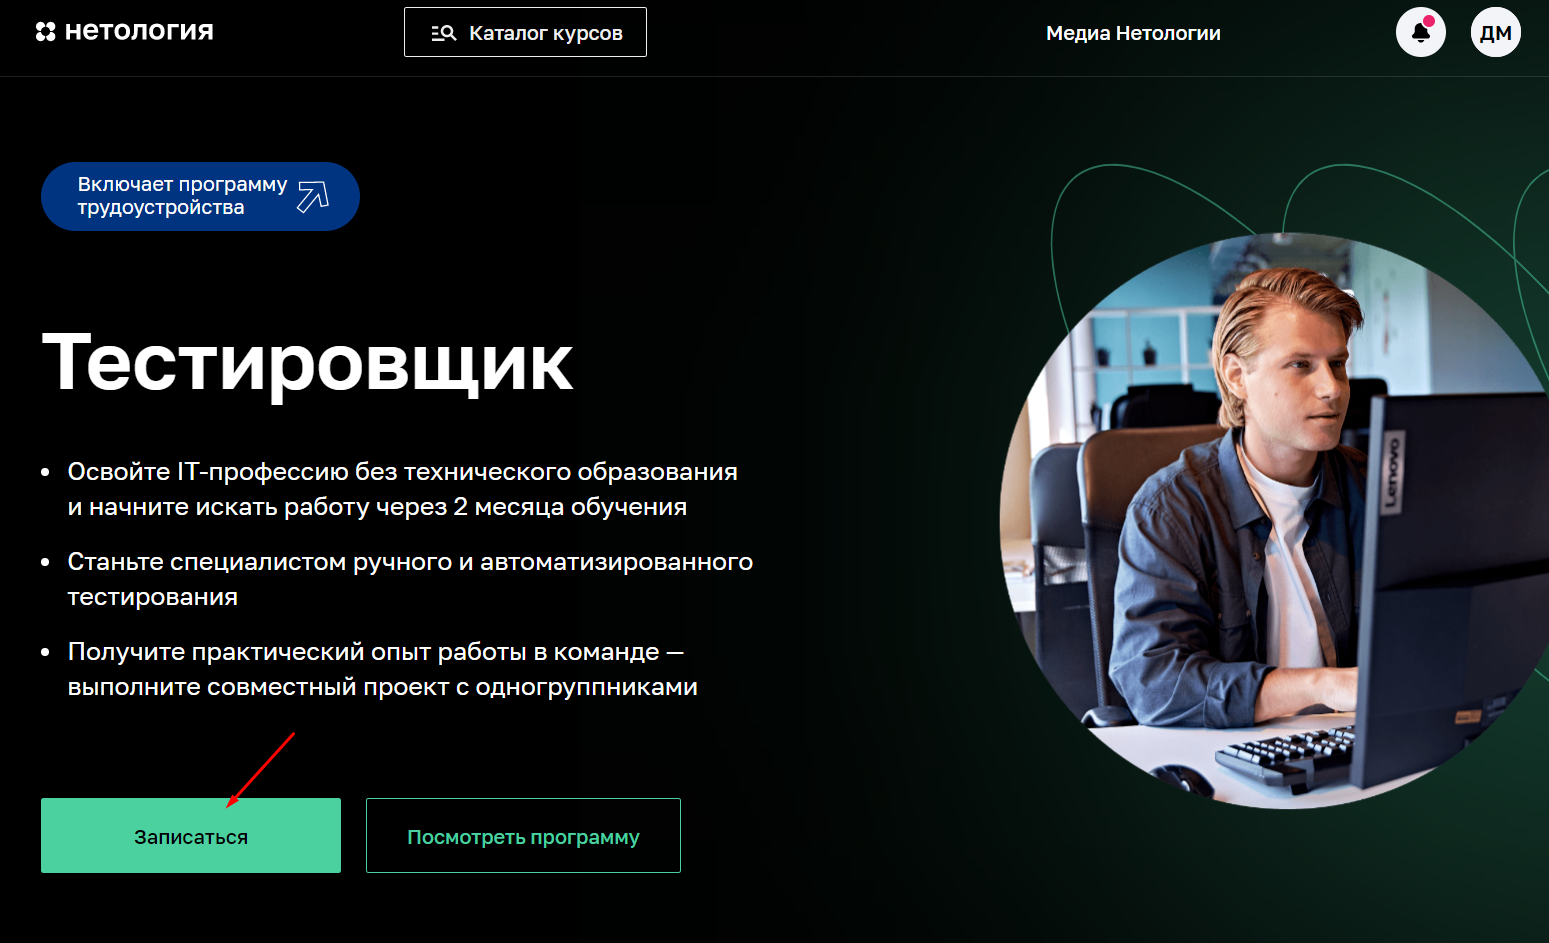 нетология
Каталог курсов
Медиа Нетологии
ДМ
Включает программу
трудоустройства
Тестировщик
• Освойте IT-профессию без технического образования
и начните искать работу через 2 месяца обучения
• Станьте специалистом ручного и автоматизированного
тестирования
• Получите практический опыт работы в команде —
выполните совместный проект с одногруппниками
Записаться
Посмотреть программу
Lenovo